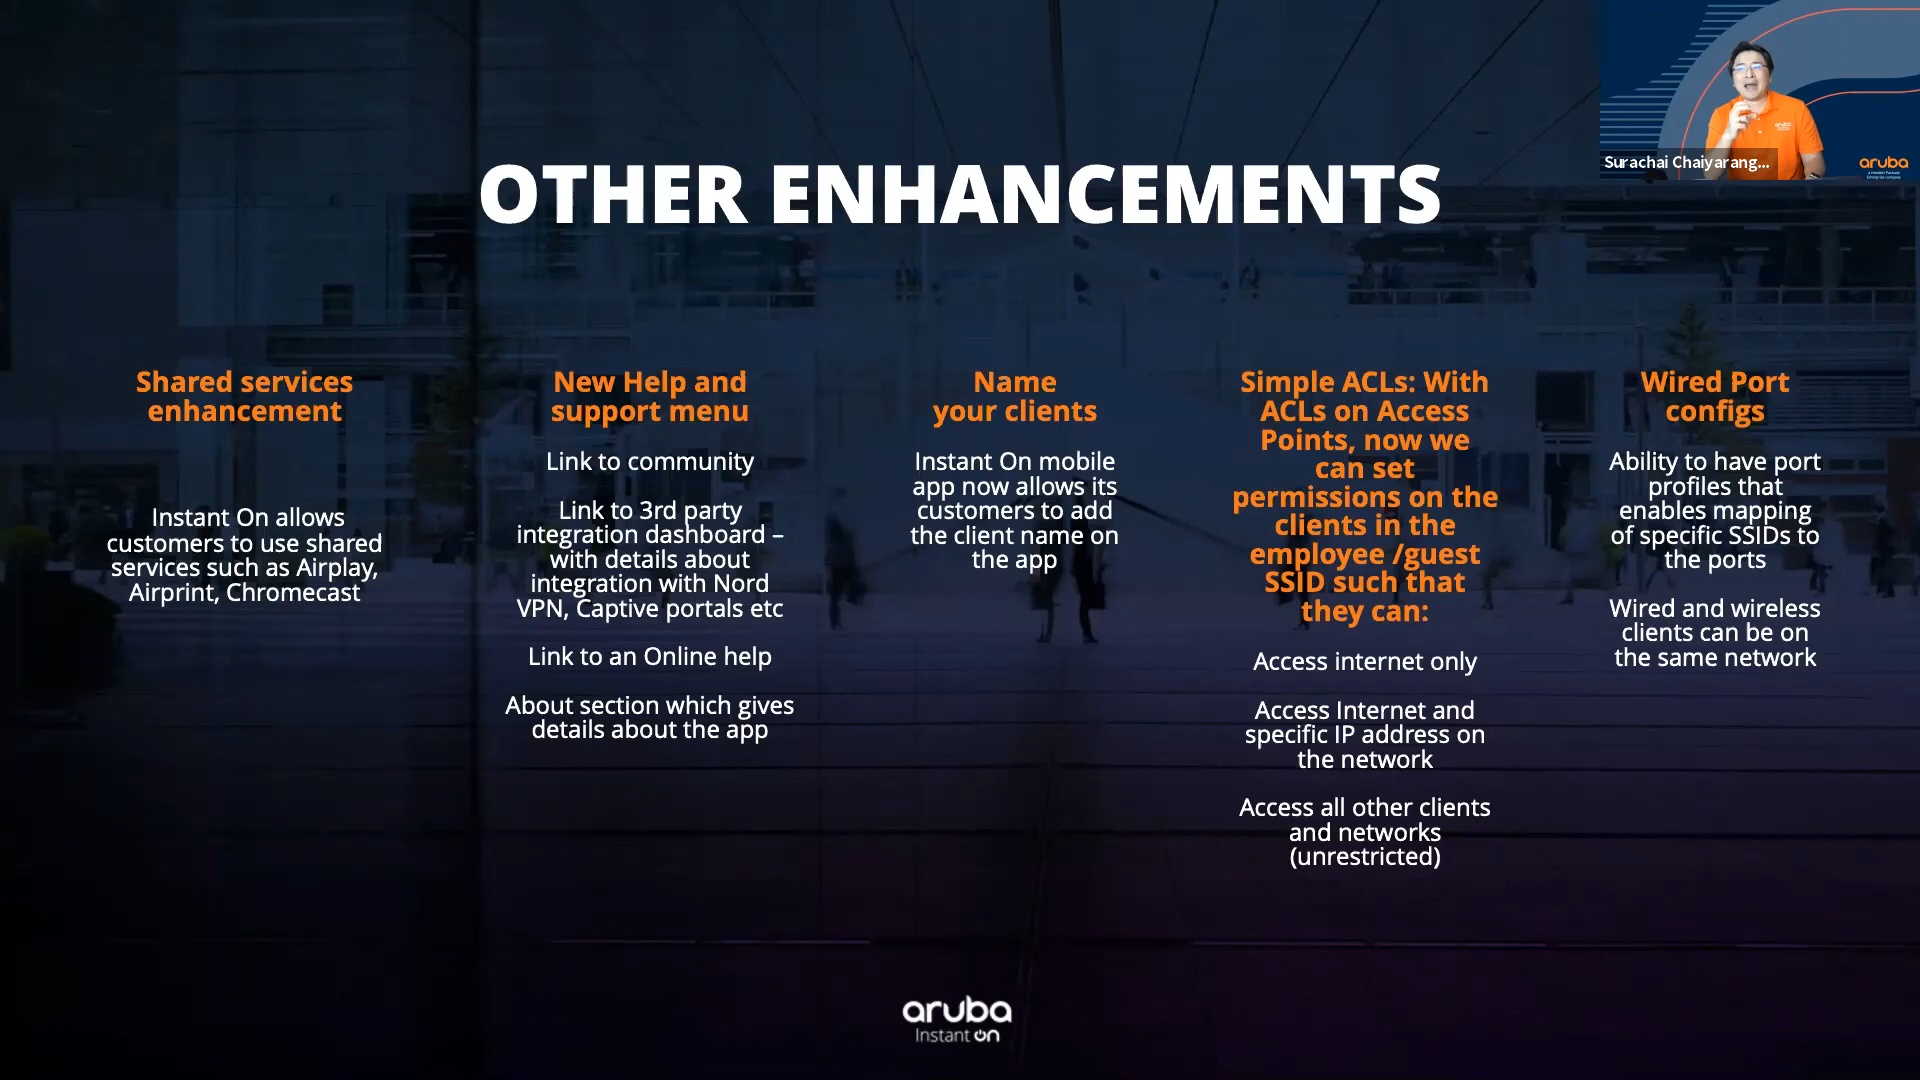 aruba
Surachai Chaiyarang...
aruba
a Hewlett Packard
Enterprise company
OTHER ENHANCEMENTS
Shared services
enhancement
Instant On allows
customers to use shared
services such as Airplay,
Airprint, Chromecast
New Help and
support menu
Link to community
Link to 3rd party
integration dashboard –
with details about
integration with Nord
VPN, Captive portals etc
Link to an Online help
About section which gives
details about the app
Name
your clients
Instant On mobile
app now allows its
customers to add
the client name on
the app
Simple ACLs: With
ACLs on Access
Points, now we
can set
permissions on the
clients in the
employee /guest
SSID such that
they can:
Access internet only
Access Internet and
specific IP address on
the network
Access all other clients
and networks
(unrestricted)
Wired Port
configs
Ability to have port
profiles that
enables mapping
of specific SSIDs to
the ports
Wired and wireless
clients can be on
the same network
aruba
Instant On